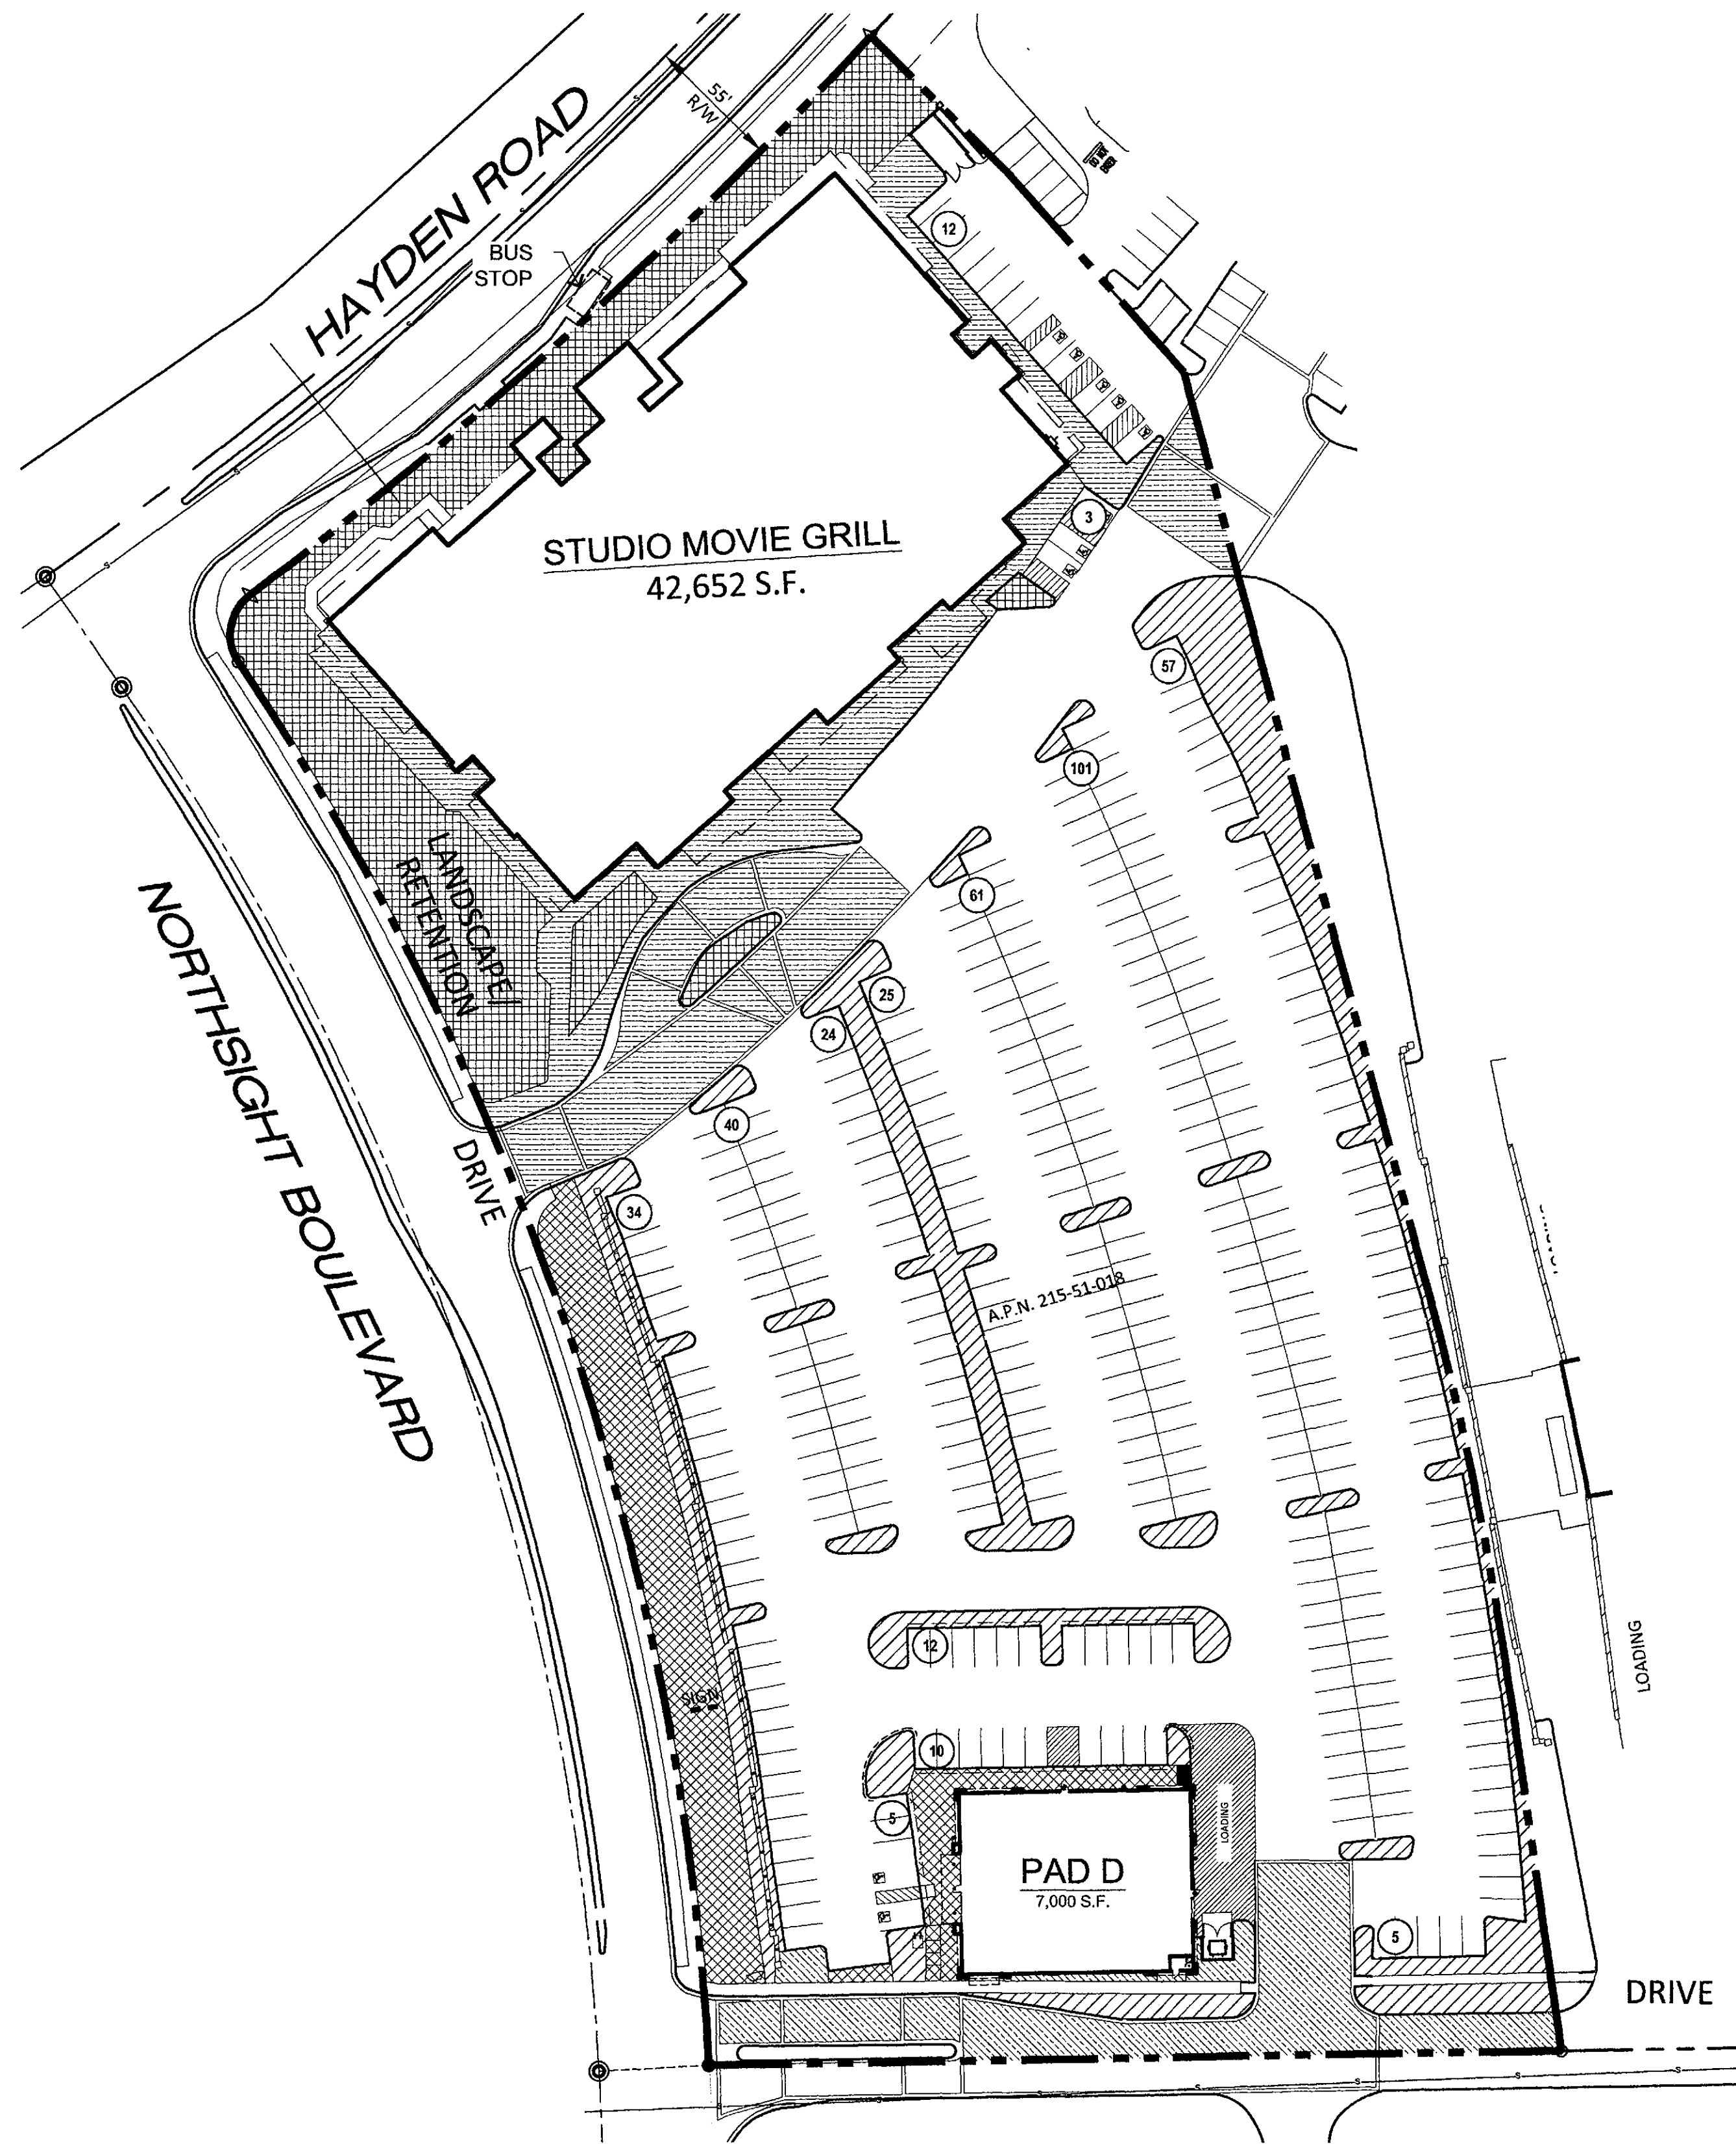 55'
R/W
HAYDEN ROAD
BUS
STOP
12
STUDIO MOVIE GRILL
42,652 S.F.
3
57
101
61
LANDSCAPE/
RETENTION
25
24
40
34
NORTHSIGHT BOULEVARD
DRIVE
A.P.N. 215-51-018
12
SIGN
10
5
LOADING
LOADING
PAD D
7,000 S.F.
5
DRIVE
S
S
S
S
S
S
S
S
S
S